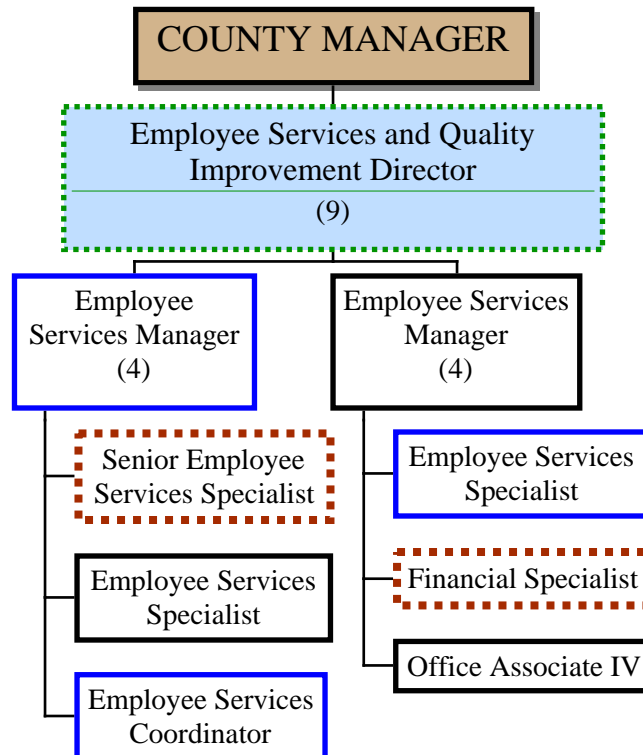 COUNTY MANAGER
Employee Services and Quality
Improvement Director
(9)
Employee
Services Manager
(4)
Employee Services
Manager
(4)
Senior Employee
Services Specialist
Employee Services
Specialist
Employee Services
Coordinator
Employee Services
Specialist
Financial Specialist
Office Associate IV